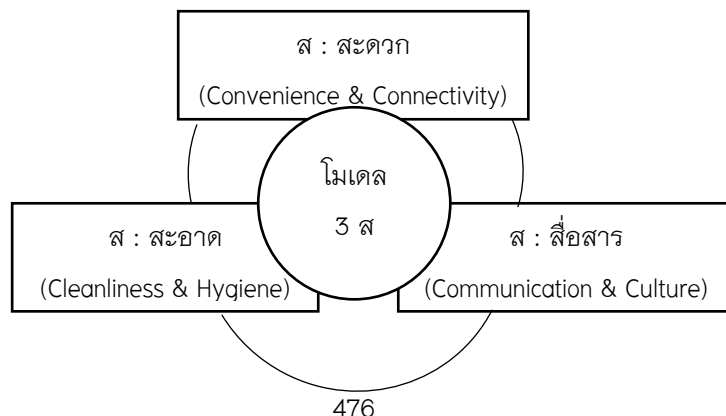 ส : สะดวก
(Convenience & Connectivity)
โมเดล
3 ส
ส : สะอาด
(Cleanliness & Hygiene)
ส : สื่อสาร
(Communication & Culture)
476